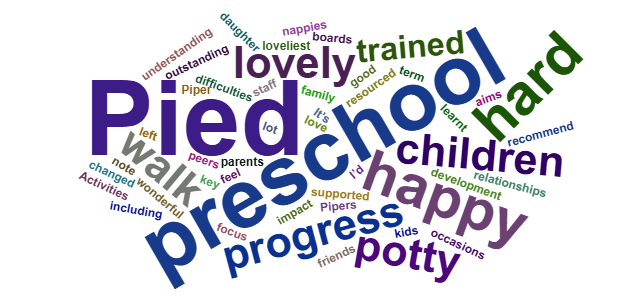 daughter
nappies
boards
understanding
loveliest
outstanding
lovely
trained
hard
difficulties
staff
good
term
Piper
family
resourced
aims
Pied
preschool
learnt
lot
It's
love
recommend
left
walk
peers
parents
children
note
key
feel
I'd
happy
development
relationships
changed
Activities
wonderful
supported
including
impact
Pipers
focus
progress
kids
occasions
friends
potty